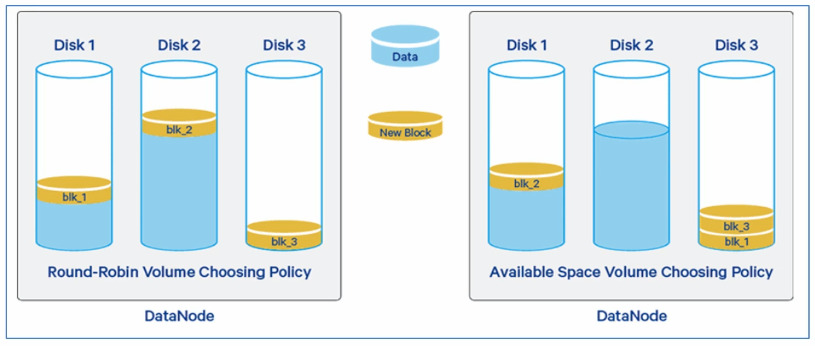 Disk 1
Disk 2
Disk 3
blk_1
blk_2
blk_3
Round-Robin Volume Choosing Policy
DataNode
Data
New Block
Disk 1
Disk 2
Disk 3
blk_2
blk_3
blk_1
Available Space Volume Choosing Policy
DataNode